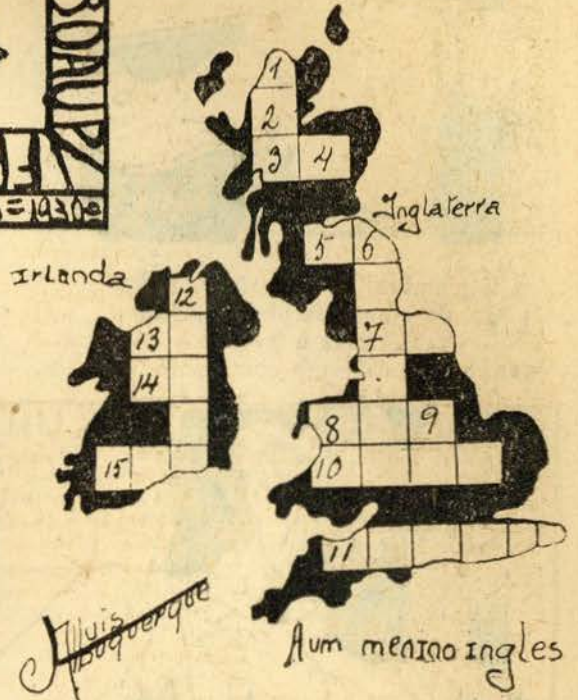 =1930=
1
2
3 4
Inglaterra
5 6
Irlanda
12
13
7
14
8 9
15
10
11
Luis
Albuquerque
A um menino ingles